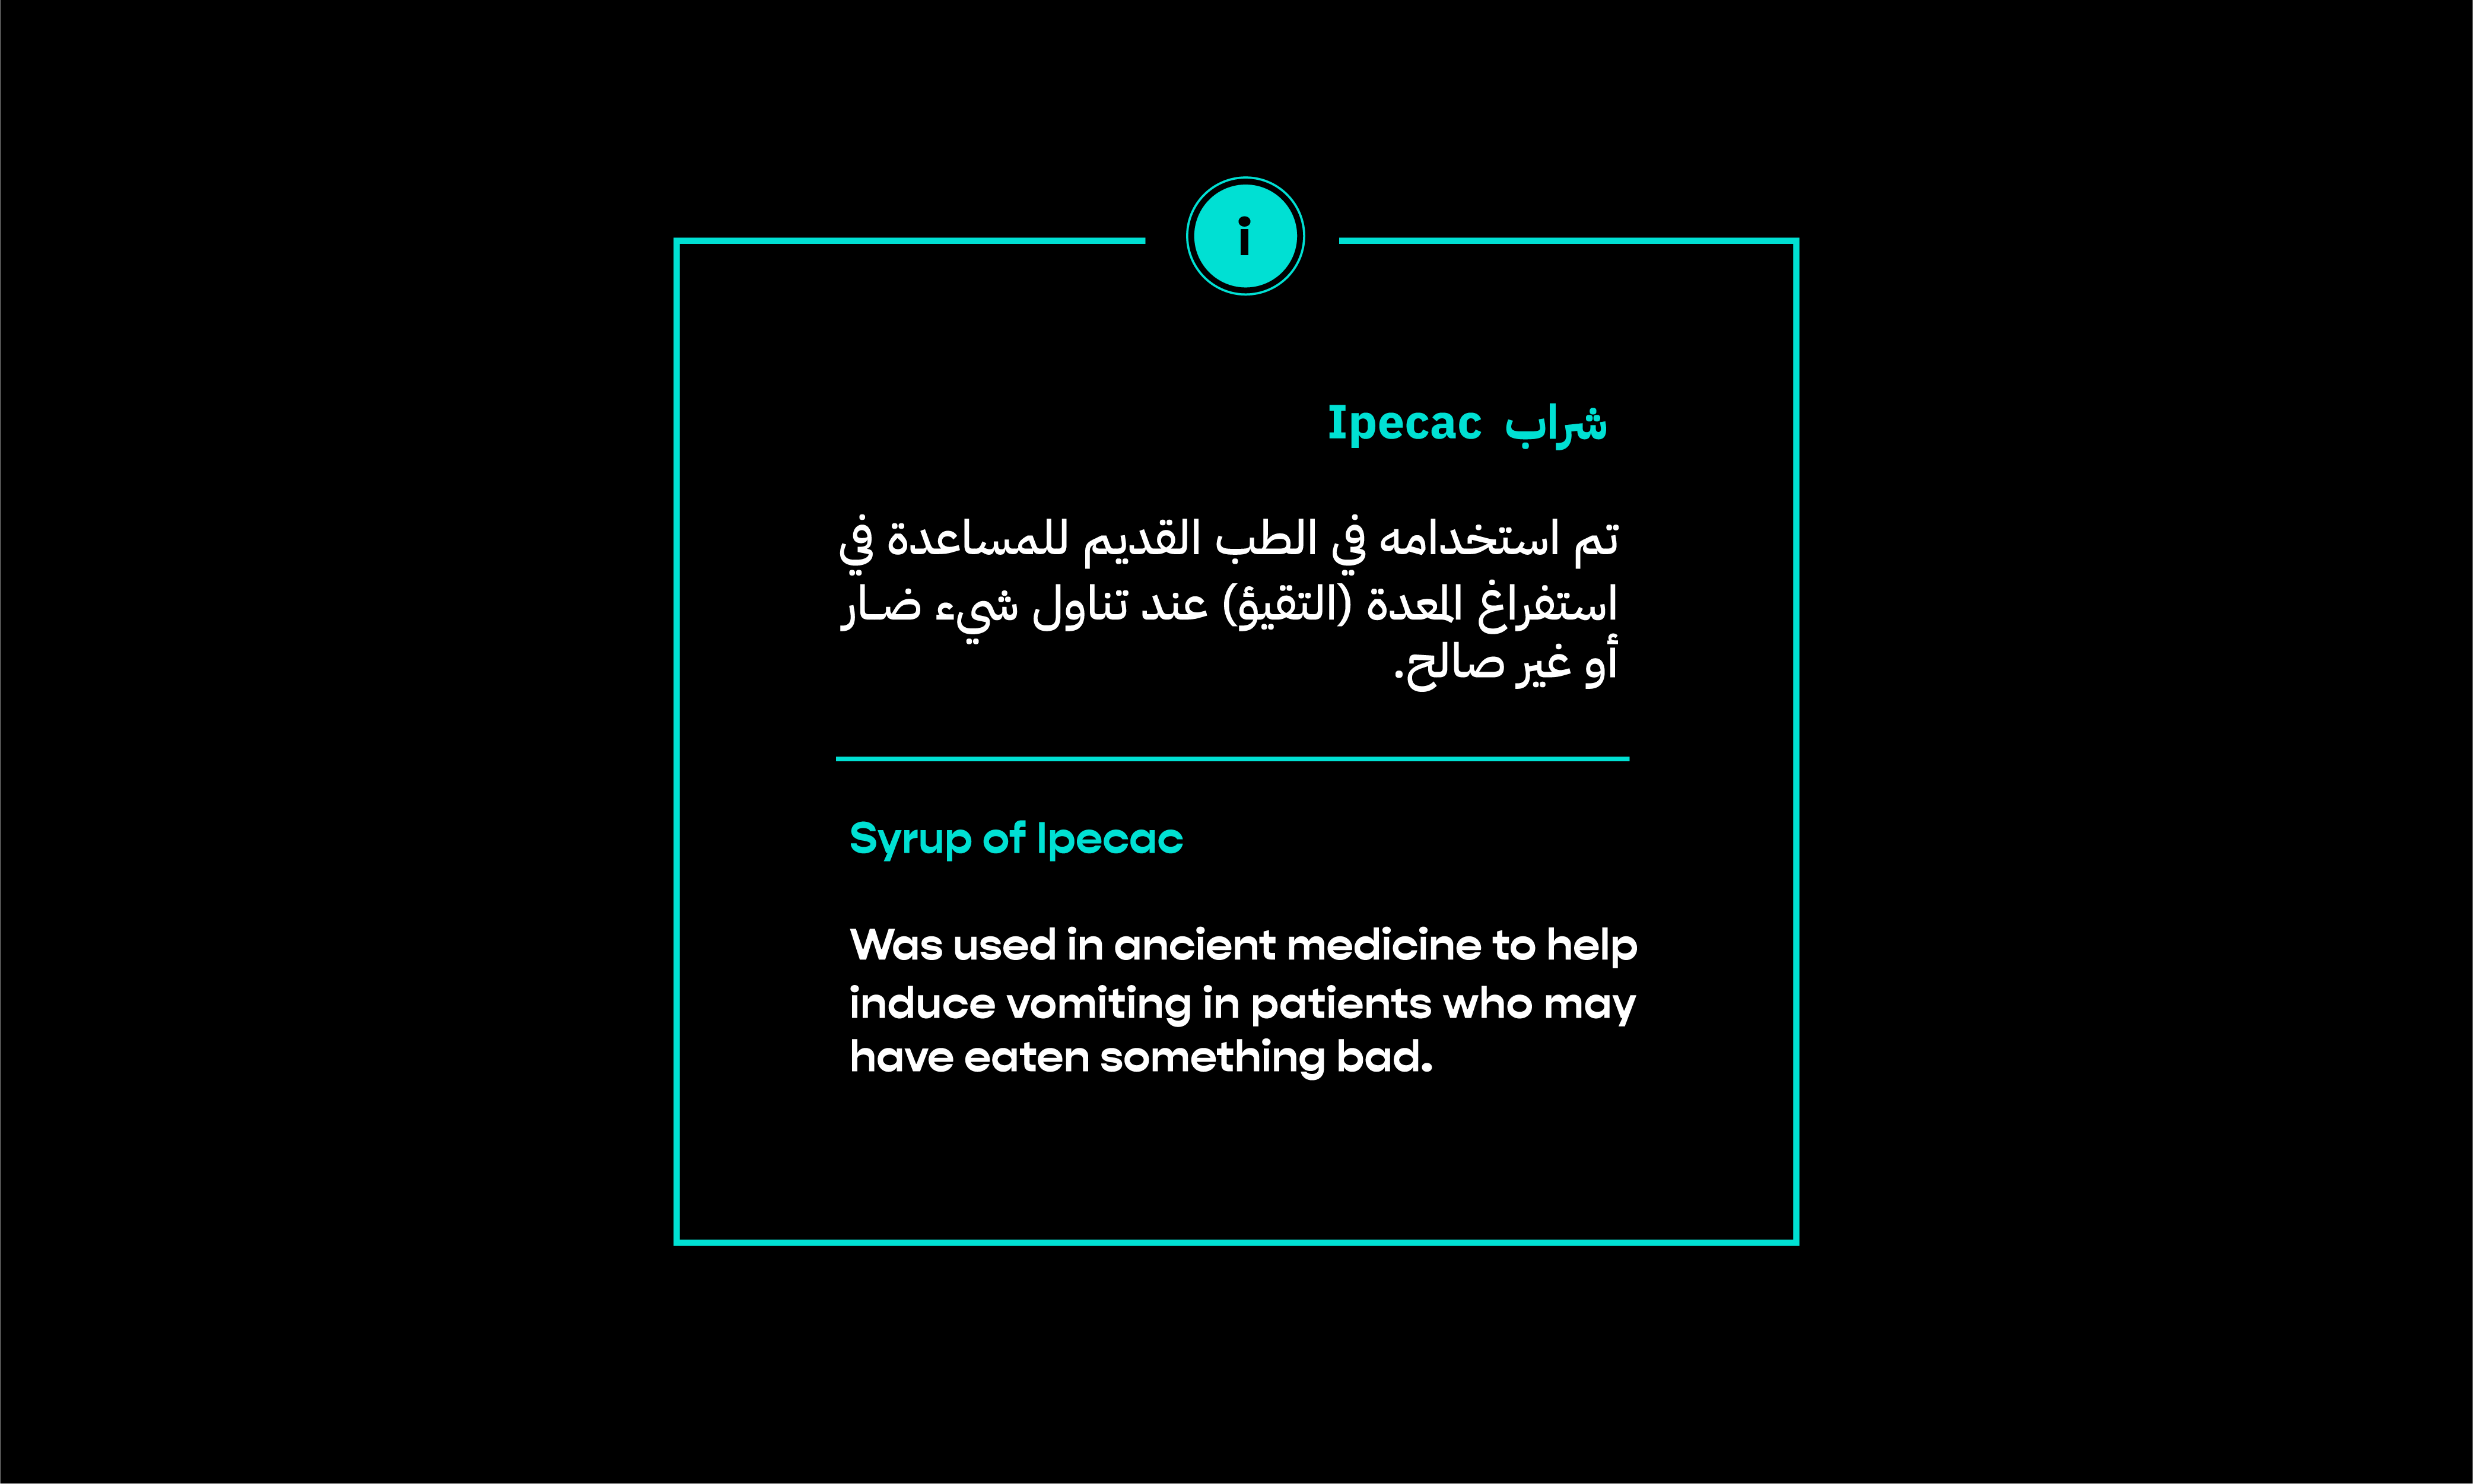 i
شراب Ipecac
تم استخدامه في الطب القديم للمساعدة في
استفراغ المعدة (التقيؤ) عند تناول شيء ضار
أو غير صالح.
Syrup of Ipecac
Was used in ancient medicine to help
induce vomiting in patients who may
have eaten something bad.